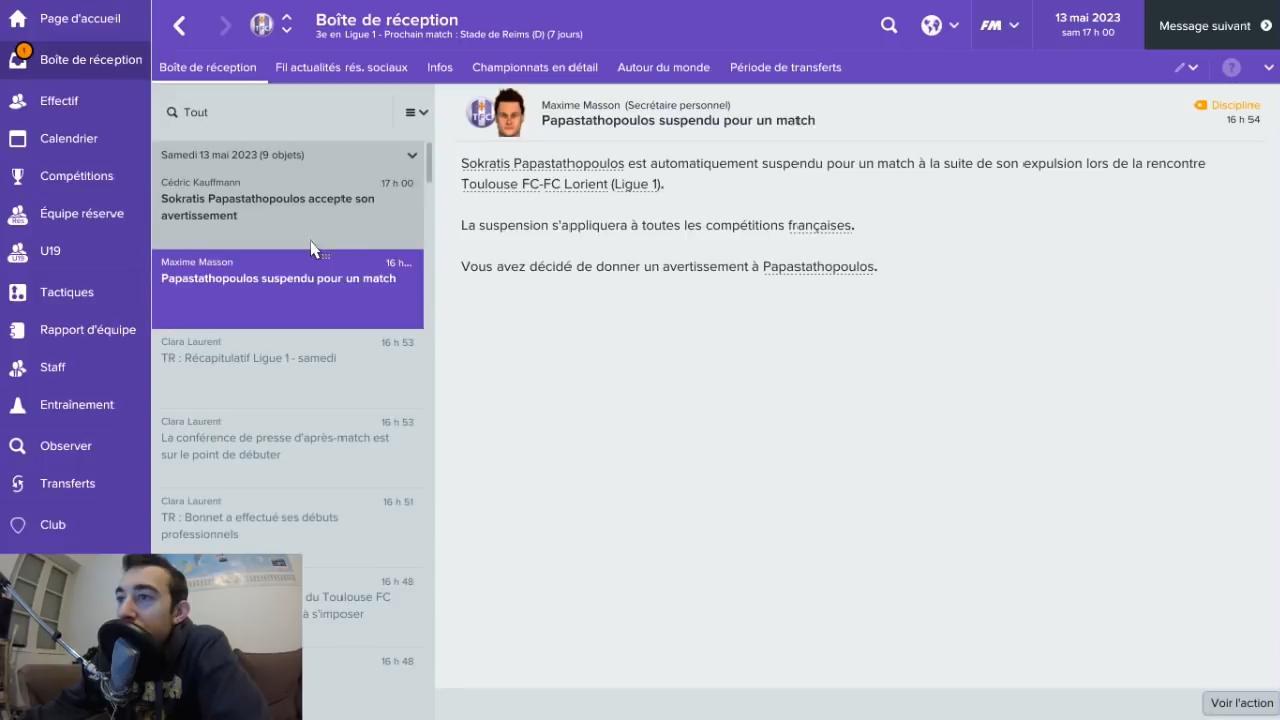 Page d'accueil
1
Boîte de réception
Effectif
Calendrier
Compétitions
Rés
Équipe réserve
U19
U19
Tactiques
Rapport d'équipe
Staff
Entraînement
Observer
Transferts
Club
Boîte de réception
3e en Ligue 1 - Prochain match : Stade de Reims (D) (7 jours)
FM
13 mai 2023
sam 17 h 00
Message suivant
Boîte de réception
Fil actualités rés. sociaux
Infos
Championnats en détail
Autour du monde
Période de transferts
?
Tout
Samedi 13 mai 2023 (9 objets)
Cédric Kauffmann 17 h 00
Sokratis Papastathopoulos accepte son
avertissement
Maxime Masson 16 h...
Papastathopoulos suspendu pour un match
Clara Laurent 16 h 53
TR : Récapitulatif Ligue 1 - samedi
Clara Laurent 16 h 53
La conférence de presse d'après-match est
sur le point de débuter
Clara Laurent 16 h 51
TR : Bonnet a effectué ses débuts
professionnels
16 h 48
du Toulouse FC
à s'imposer
16 h 48
Maxime Masson (Secrétaire personnel)
Papastathopoulos suspendu pour un match
Discipline
16 h 54
Sokratis Papastathopoulos est automatiquement suspendu pour un match à la suite de son expulsion lors de la rencontre
Toulouse FC-FC Lorient (Ligue 1).
La suspension s'appliquera à toutes les compétitions françaises.
Vous avez décidé de donner un avertissement à Papastathopoulos.
Voir l'action